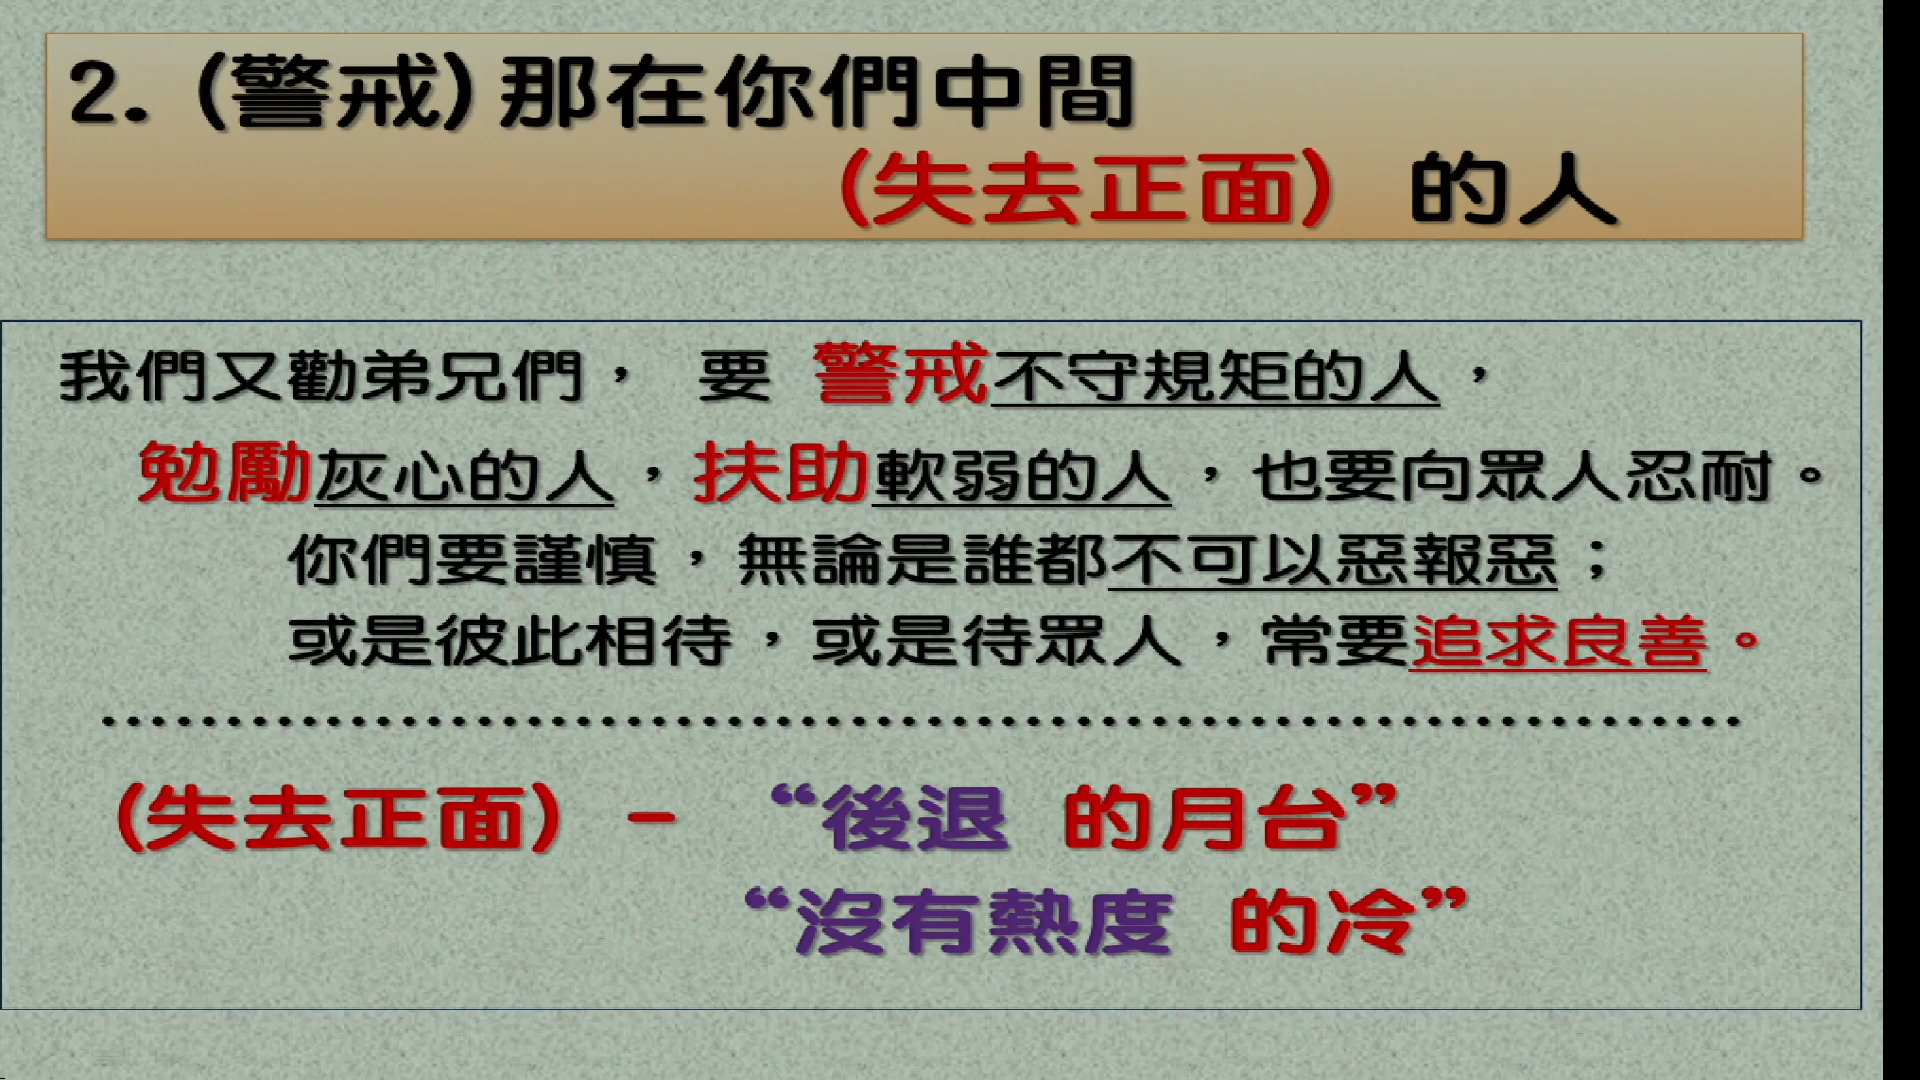 2. (警戒)那在你們中間
(失去正面) 的人
我們又勸弟兄們， 要 警戒不守規矩的人，
勉勵灰心的人，扶助軟弱的人，也要向眾人忍耐。
你們要謹慎，無論是誰都不可以惡報惡；
或是彼此相待，或是待眾人，常要追求良善。
(失去正面) – “後退 的月台”
“沒有熱度 的冷”